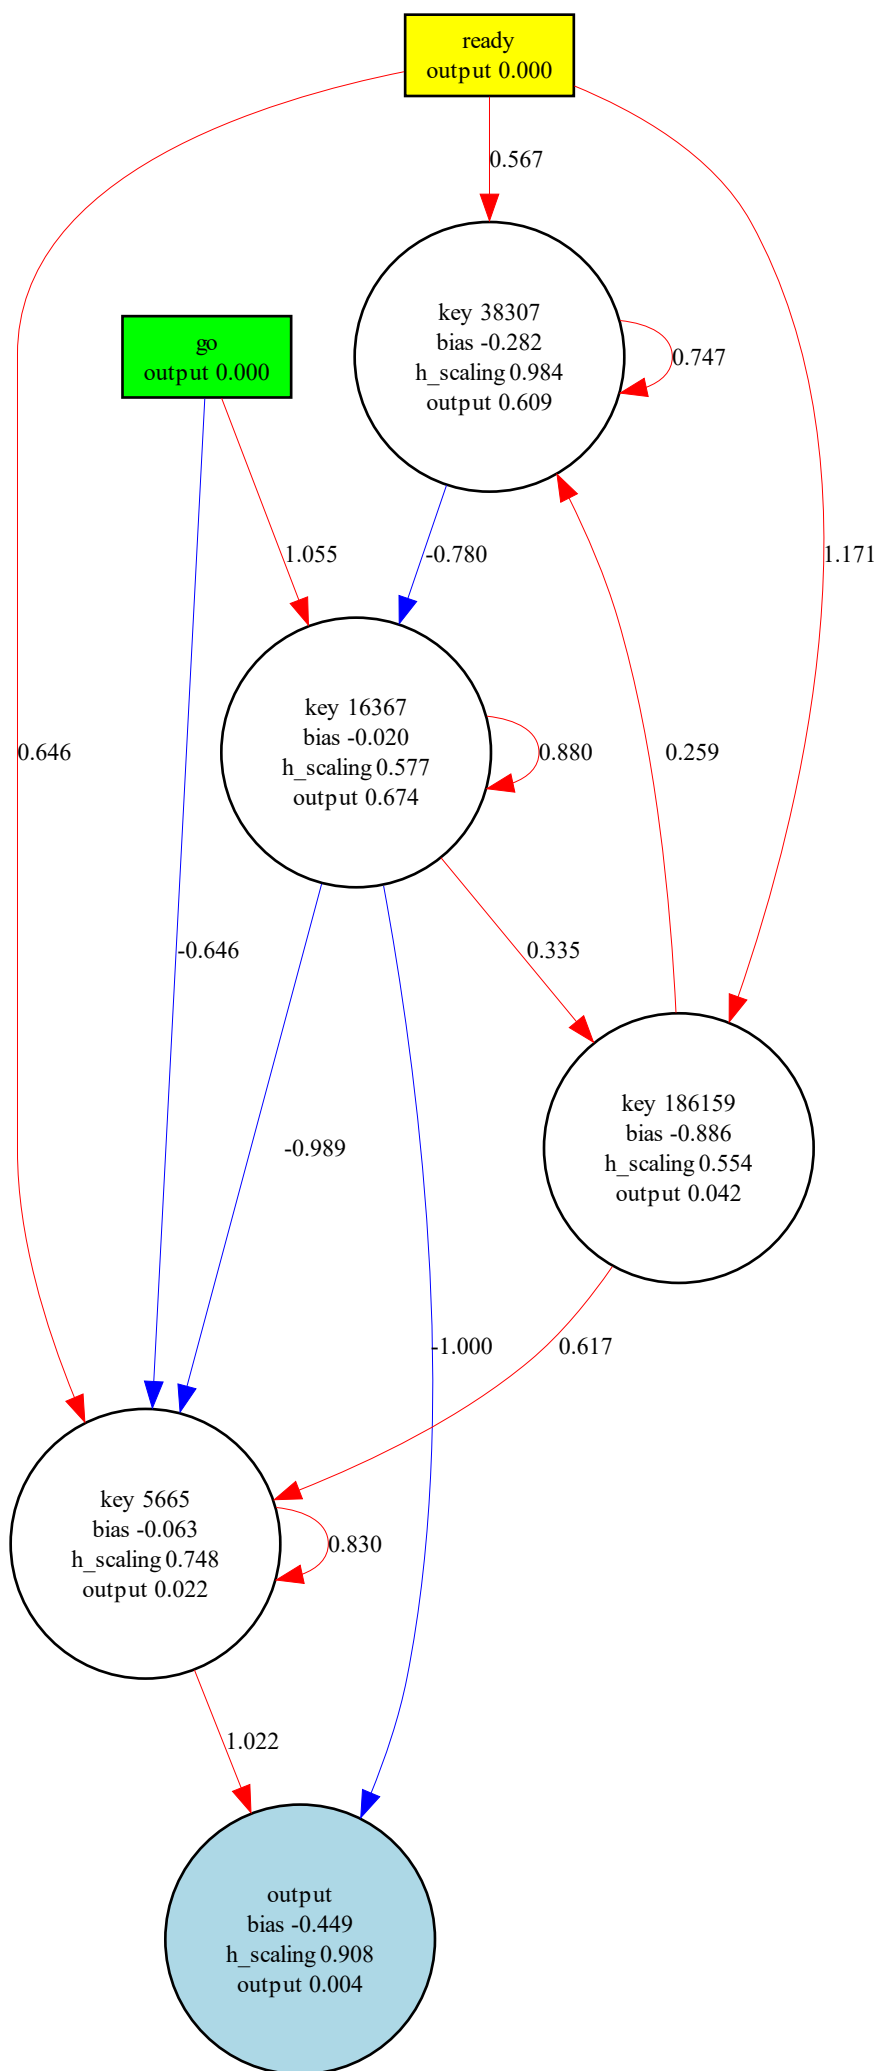 ready
output 0.000
0.567
go
output 0.000
key 38307
bias -0.282
h_scaling 0.984
output 0.609
0.747
1.055
-0.780
1.171
key 16367
bias -0.020
h_scaling 0.577
output 0.674
0.646
0.880
0.259
-0.646
0.335
key 186159
bias -0.886
h_scaling 0.554
output 0.042
-0.989
-1.000
0.617
key 5665
bias -0.063
h_scaling 0.748
output 0.022
0.830
1.022
output
bias -0.449
h_scaling 0.908
output 0.004